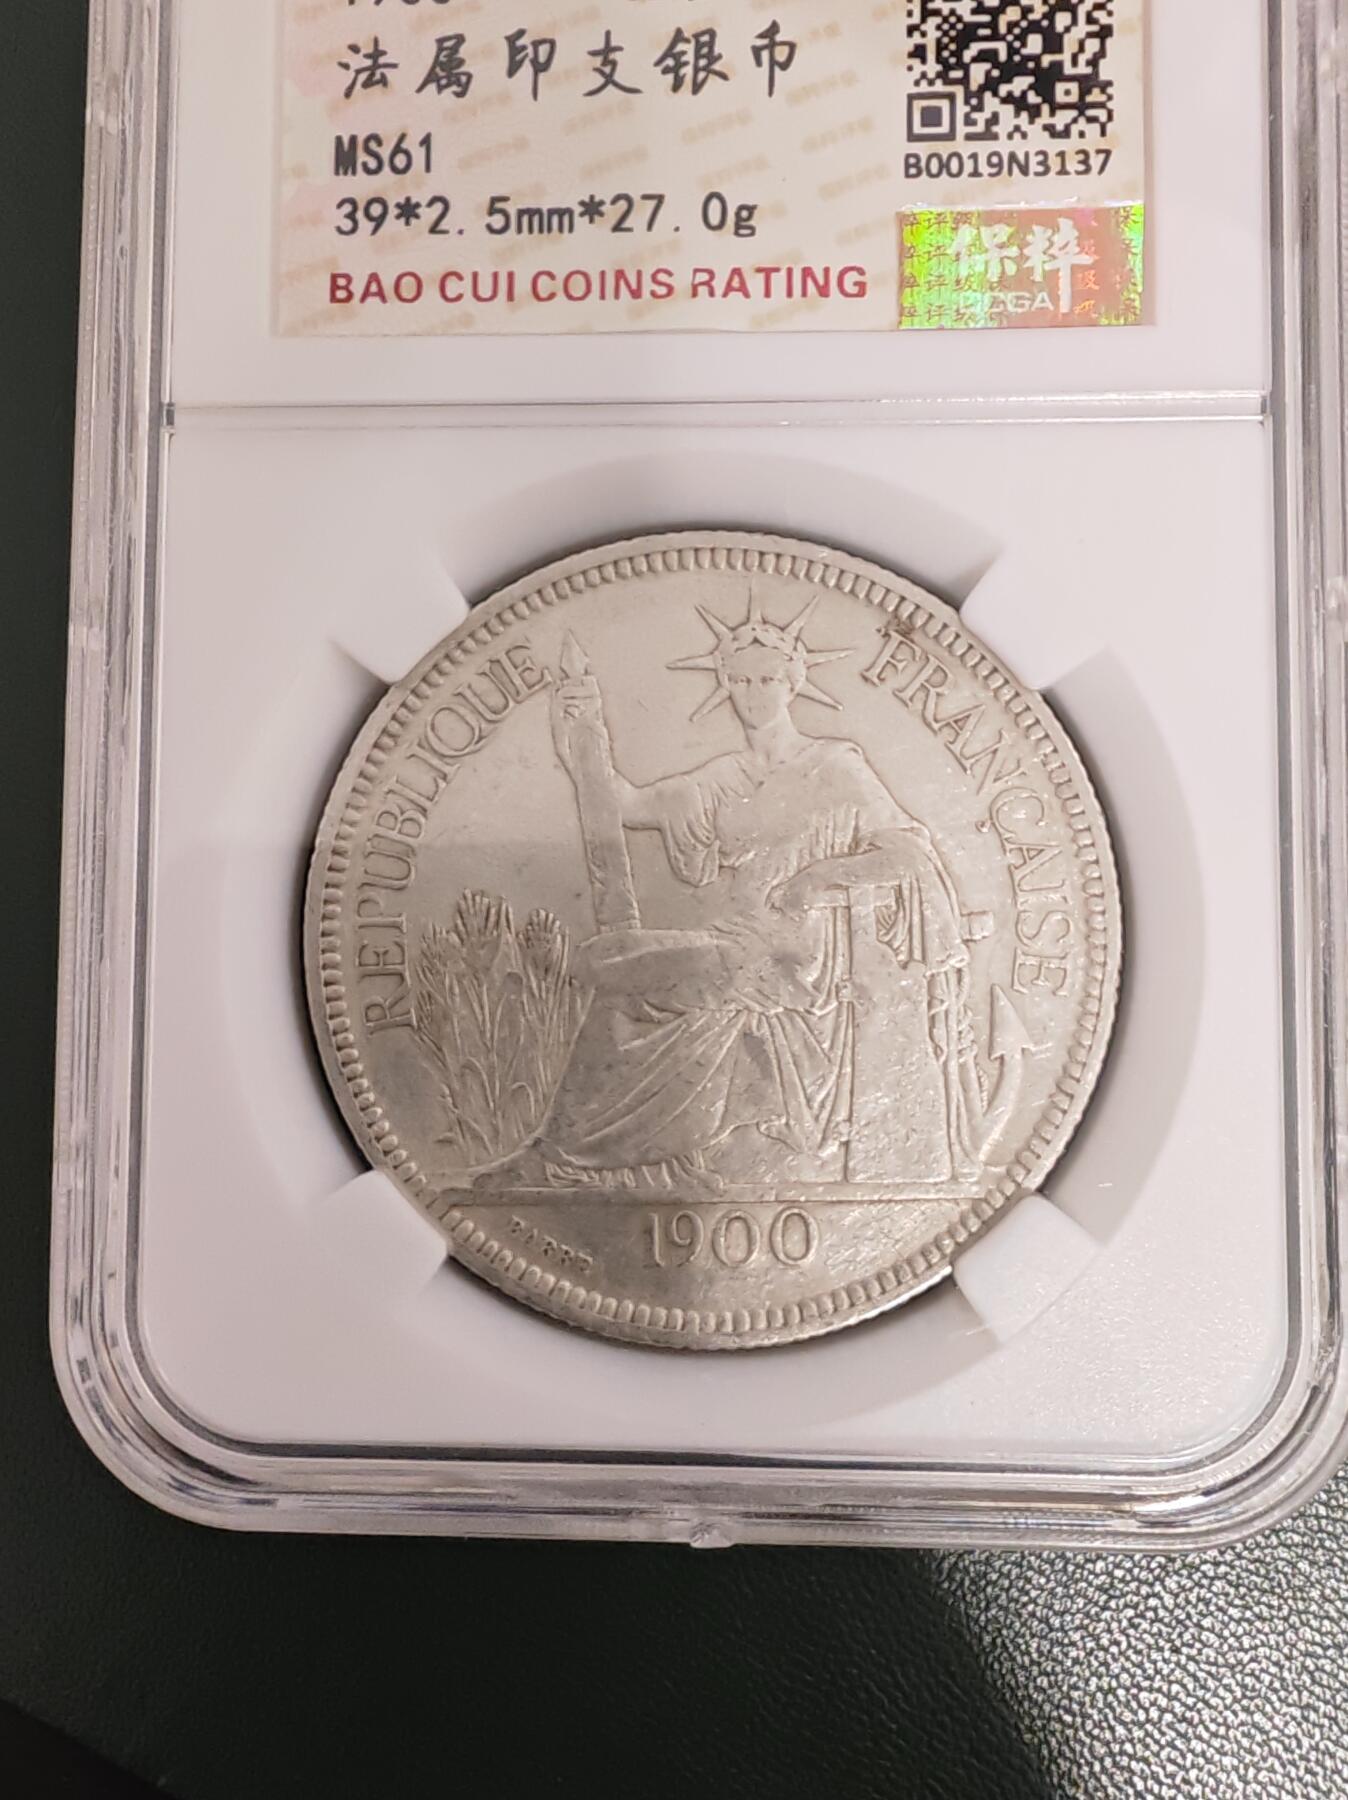 法属印支银币
MS61
39*2.5mm*27.0g
BAO CUI COINS RATING
B0019N3137
保粹
REPUBLIQUE FRANÇAISE
BARRE
1900